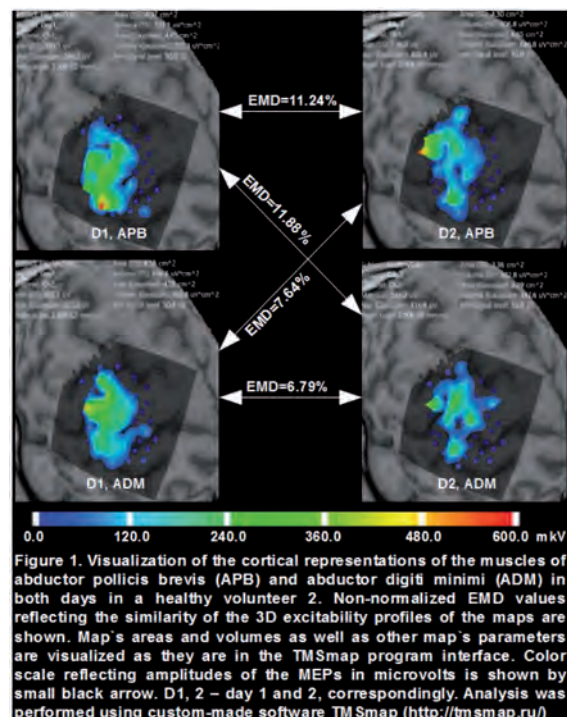 EMD=11.24%
D1, APB
D2, APB
EMD=11.88%
EMD=7.64%
EMD=6.79%
D1, ADM
D2, ADM
0.0 120.0 240.0 360.0 480.0 600.0 mkV
Figure 1. Visualization of the cortical representations of the muscles of
abductor pollicis brevis (APB) and abductor digiti minimi (ADM) in
both days in a healthy volunteer 2. Non-normalized EMD values
reflecting the similarity of the 3D excitability profiles of the maps are
shown. Map`s areas and volumes as well as other map`s parameters
are visualized as they are in the TMSmap program interface. Color
scale reflecting amplitudes of the MEPs in microvolts is shown by
small black arrow. D1, 2 – day 1 and 2, correspondingly. Analysis was
performed using custom-made software TMSmap (http://tmsmap.ru/)